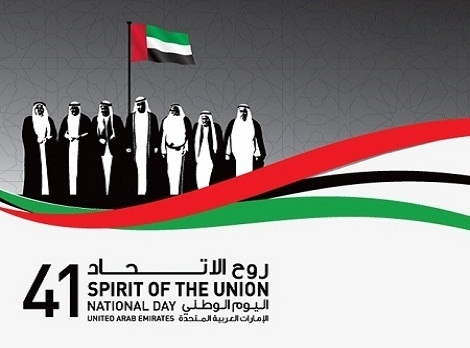 41
روح الاتحاد
SPIRIT OF THE UNION
NATIONAL DAY اليوم الوطني
UNITED ARAB EMIRATES الإمارات العربية المتحدة